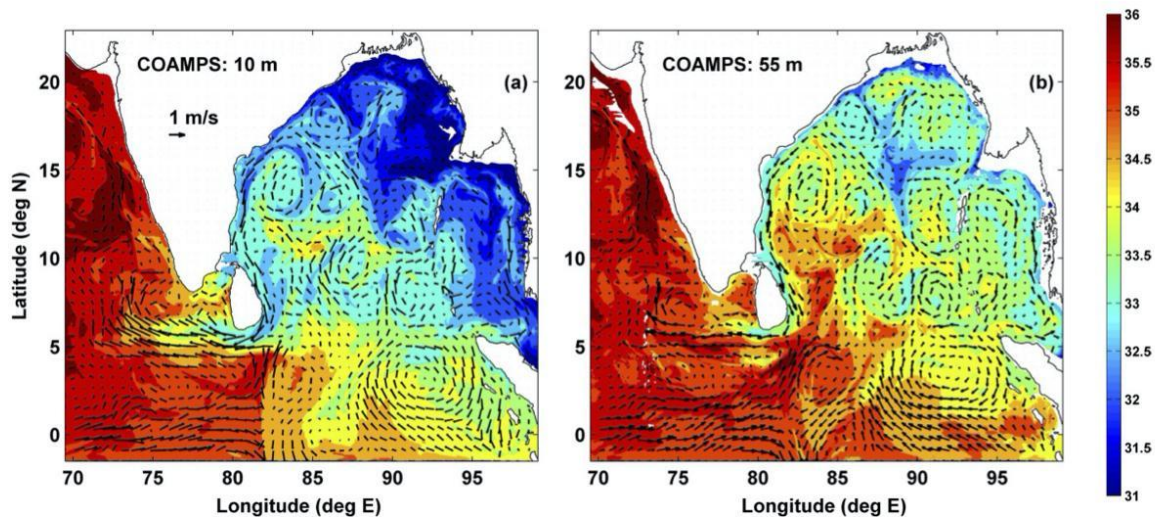 COAMPS: 10 m
(a)
1 m/s
20
15
10
5
0
Latitude (deg N)
70 75 80 85 90 95
Longitude (deg E)
COAMPS: 55 m
(b)
20
15
10
5
0
70 75 80 85 90 95
Longitude (deg E)
36
35.5
35
34.5
34
33.5
33
32.5
32
31.5
31